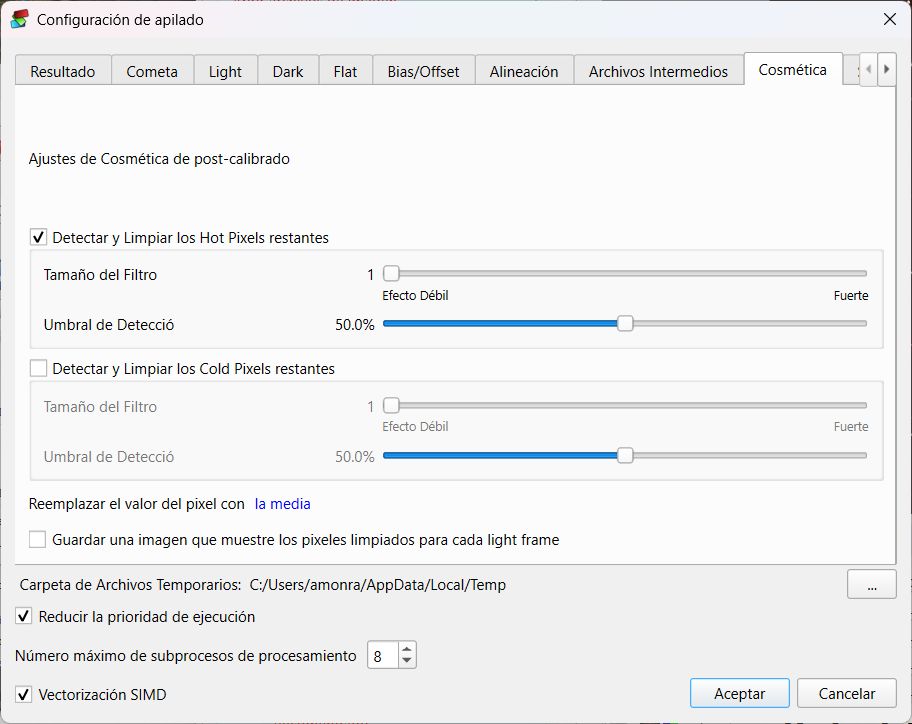 Configuración de apilado
Resultado Cometa Light Dark Flat Bias/Offset Alineación Archivos Intermedios Cosmética
Ajustes de Cosmética de post-calibrado
Detectar y Limpiar los Hot Pixels restantes
Tamaño del Filtro 1
Efecto Débil Fuerte
Umbral de Detecció 50.0%
Detectar y Limpiar los Cold Pixels restantes
Tamaño del Filtro 1
Efecto Débil Fuerte
Umbral de Detecció 50.0%
Reemplazar el valor del pixel con la media
Guardar una imagen que muestre los pixeles limpiados para cada light frame
Carpeta de Archivos Temporarios: C:/Users/amonra/AppData/Local/Temp ...
Reducir la prioridad de ejecución
Número máximo de subprocesos de procesamiento 8
Vectorización SIMD
Aceptar Cancelar